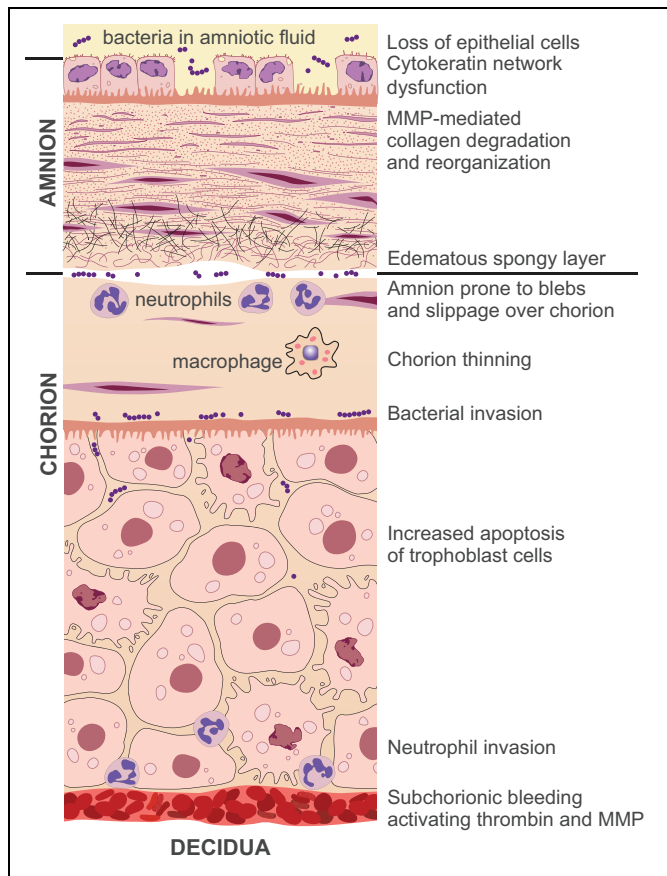 bacteria in amniotic fluid
Loss of epithelial cells
Cytokeratin network
dysfunction
MMP-mediated
collagen degradation
and reorganization
AMNION
Edematous spongy layer
neutrophils
Amnion prone to blebs
and slippage over chorion
macrophage
Chorion thinning
CHORION
Bacterial invasion
Increased apoptosis
of trophoblast cells
Neutrophil invasion
Subchorionic bleeding
activating thrombin and MMP
DECIDUA